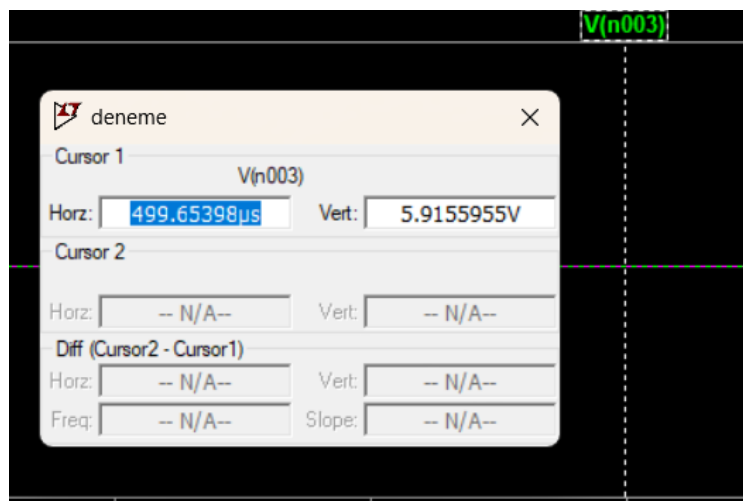 V(n003)
deneme
Cursor 1
V(n003)
Horz: 499.65398µs Vert: 5.9155955V
Cursor 2
Horz: -- N/A-- Vert: -- N/A--
Diff (Cursor2 - Cursor1)
Horz: -- N/A-- Vert: -- N/A--
Freq: -- N/A-- Slope: -- N/A--